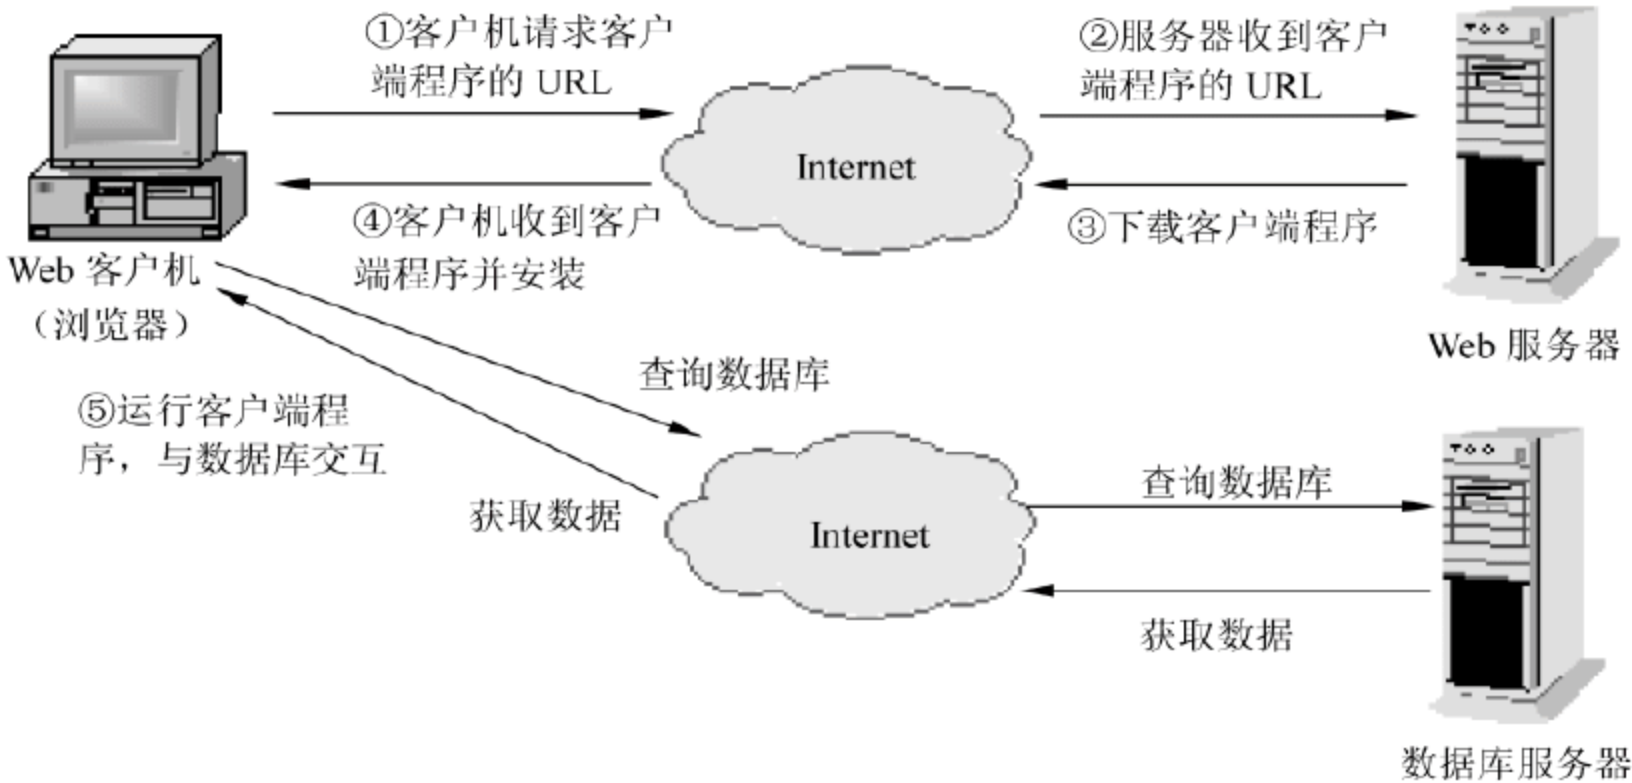 ①客户机请求客户
端程序的 URL
②服务器收到客户
端程序的 URL
Internet
④客户机收到客户
端程序并安装
③下载客户端程序
Web 客户机
（浏览器）
Web 服务器
查询数据库
⑤运行客户端程
序，与数据库交互
获取数据
Internet
查询数据库
获取数据
数据库服务器